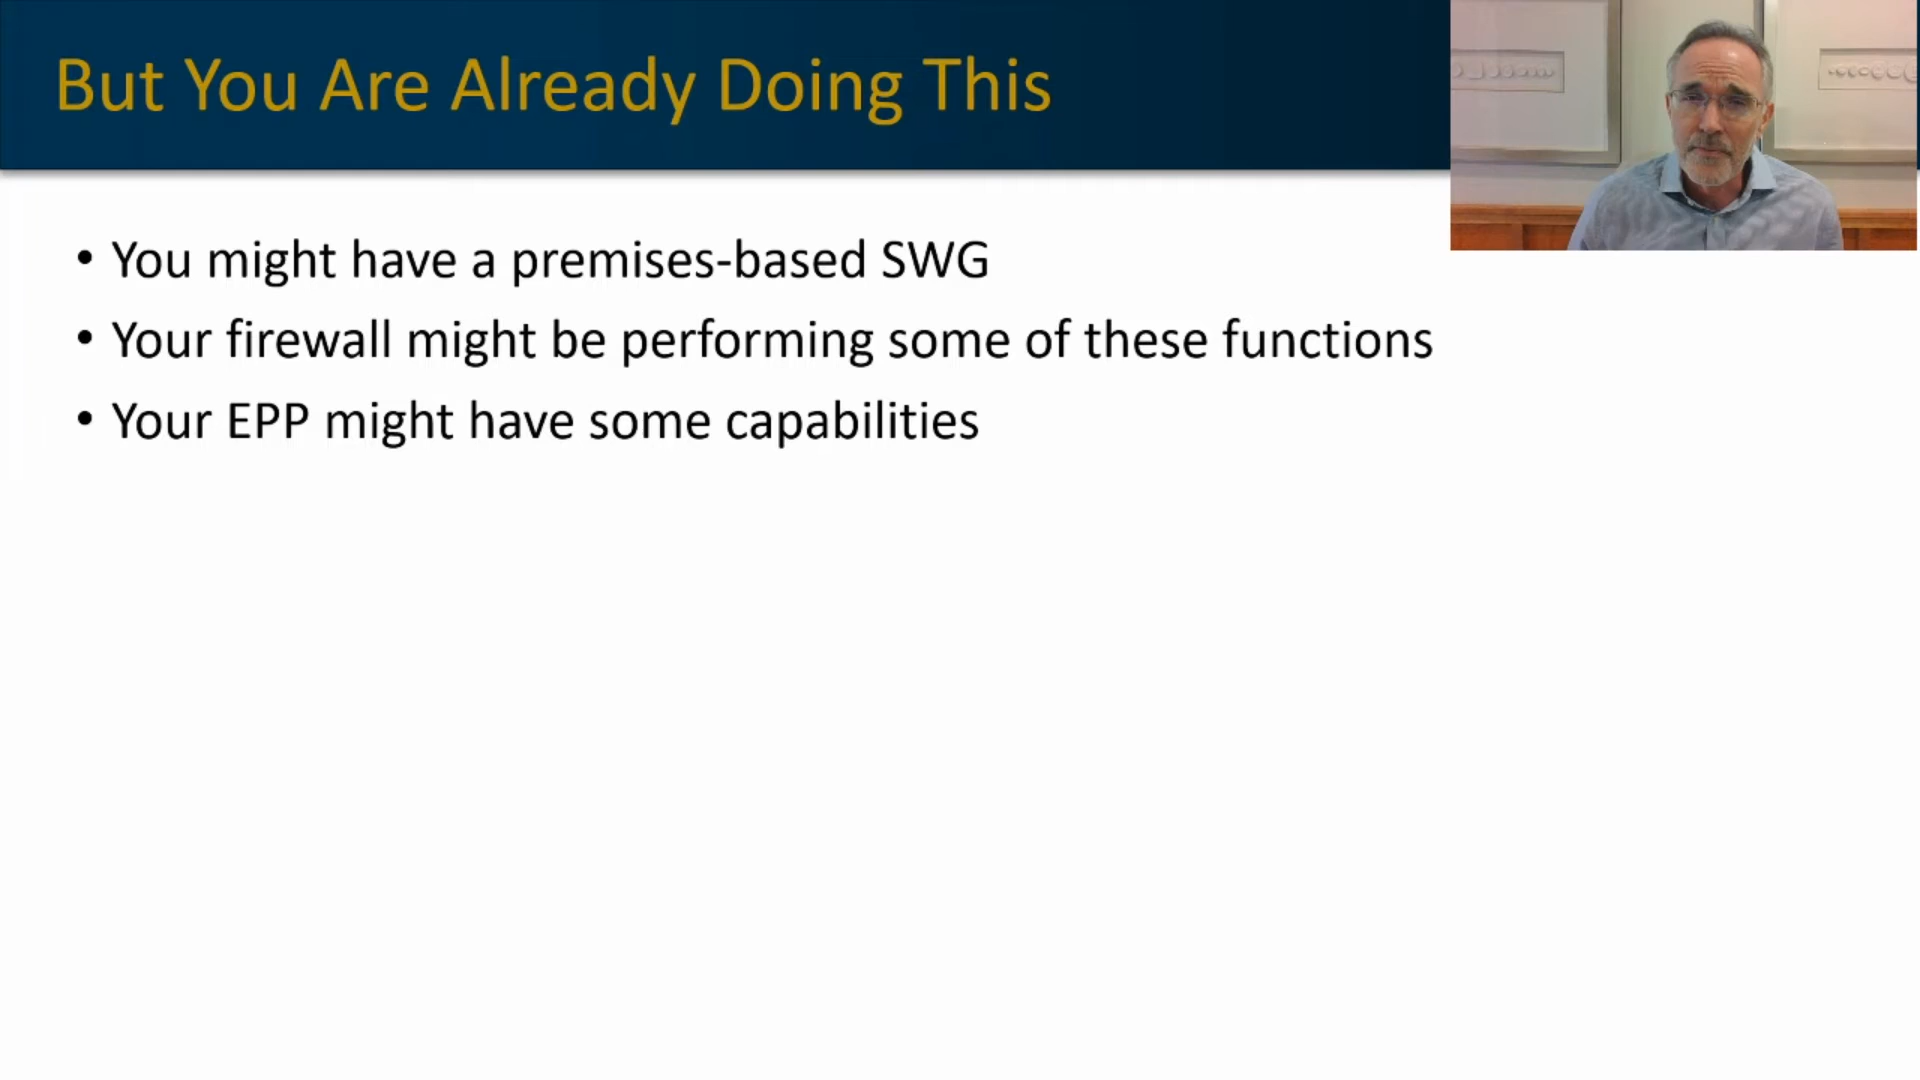 But You Are Already Doing This
• You might have a premises-based SWG
• Your firewall might be performing some of these functions
• Your EPP might have some capabilities